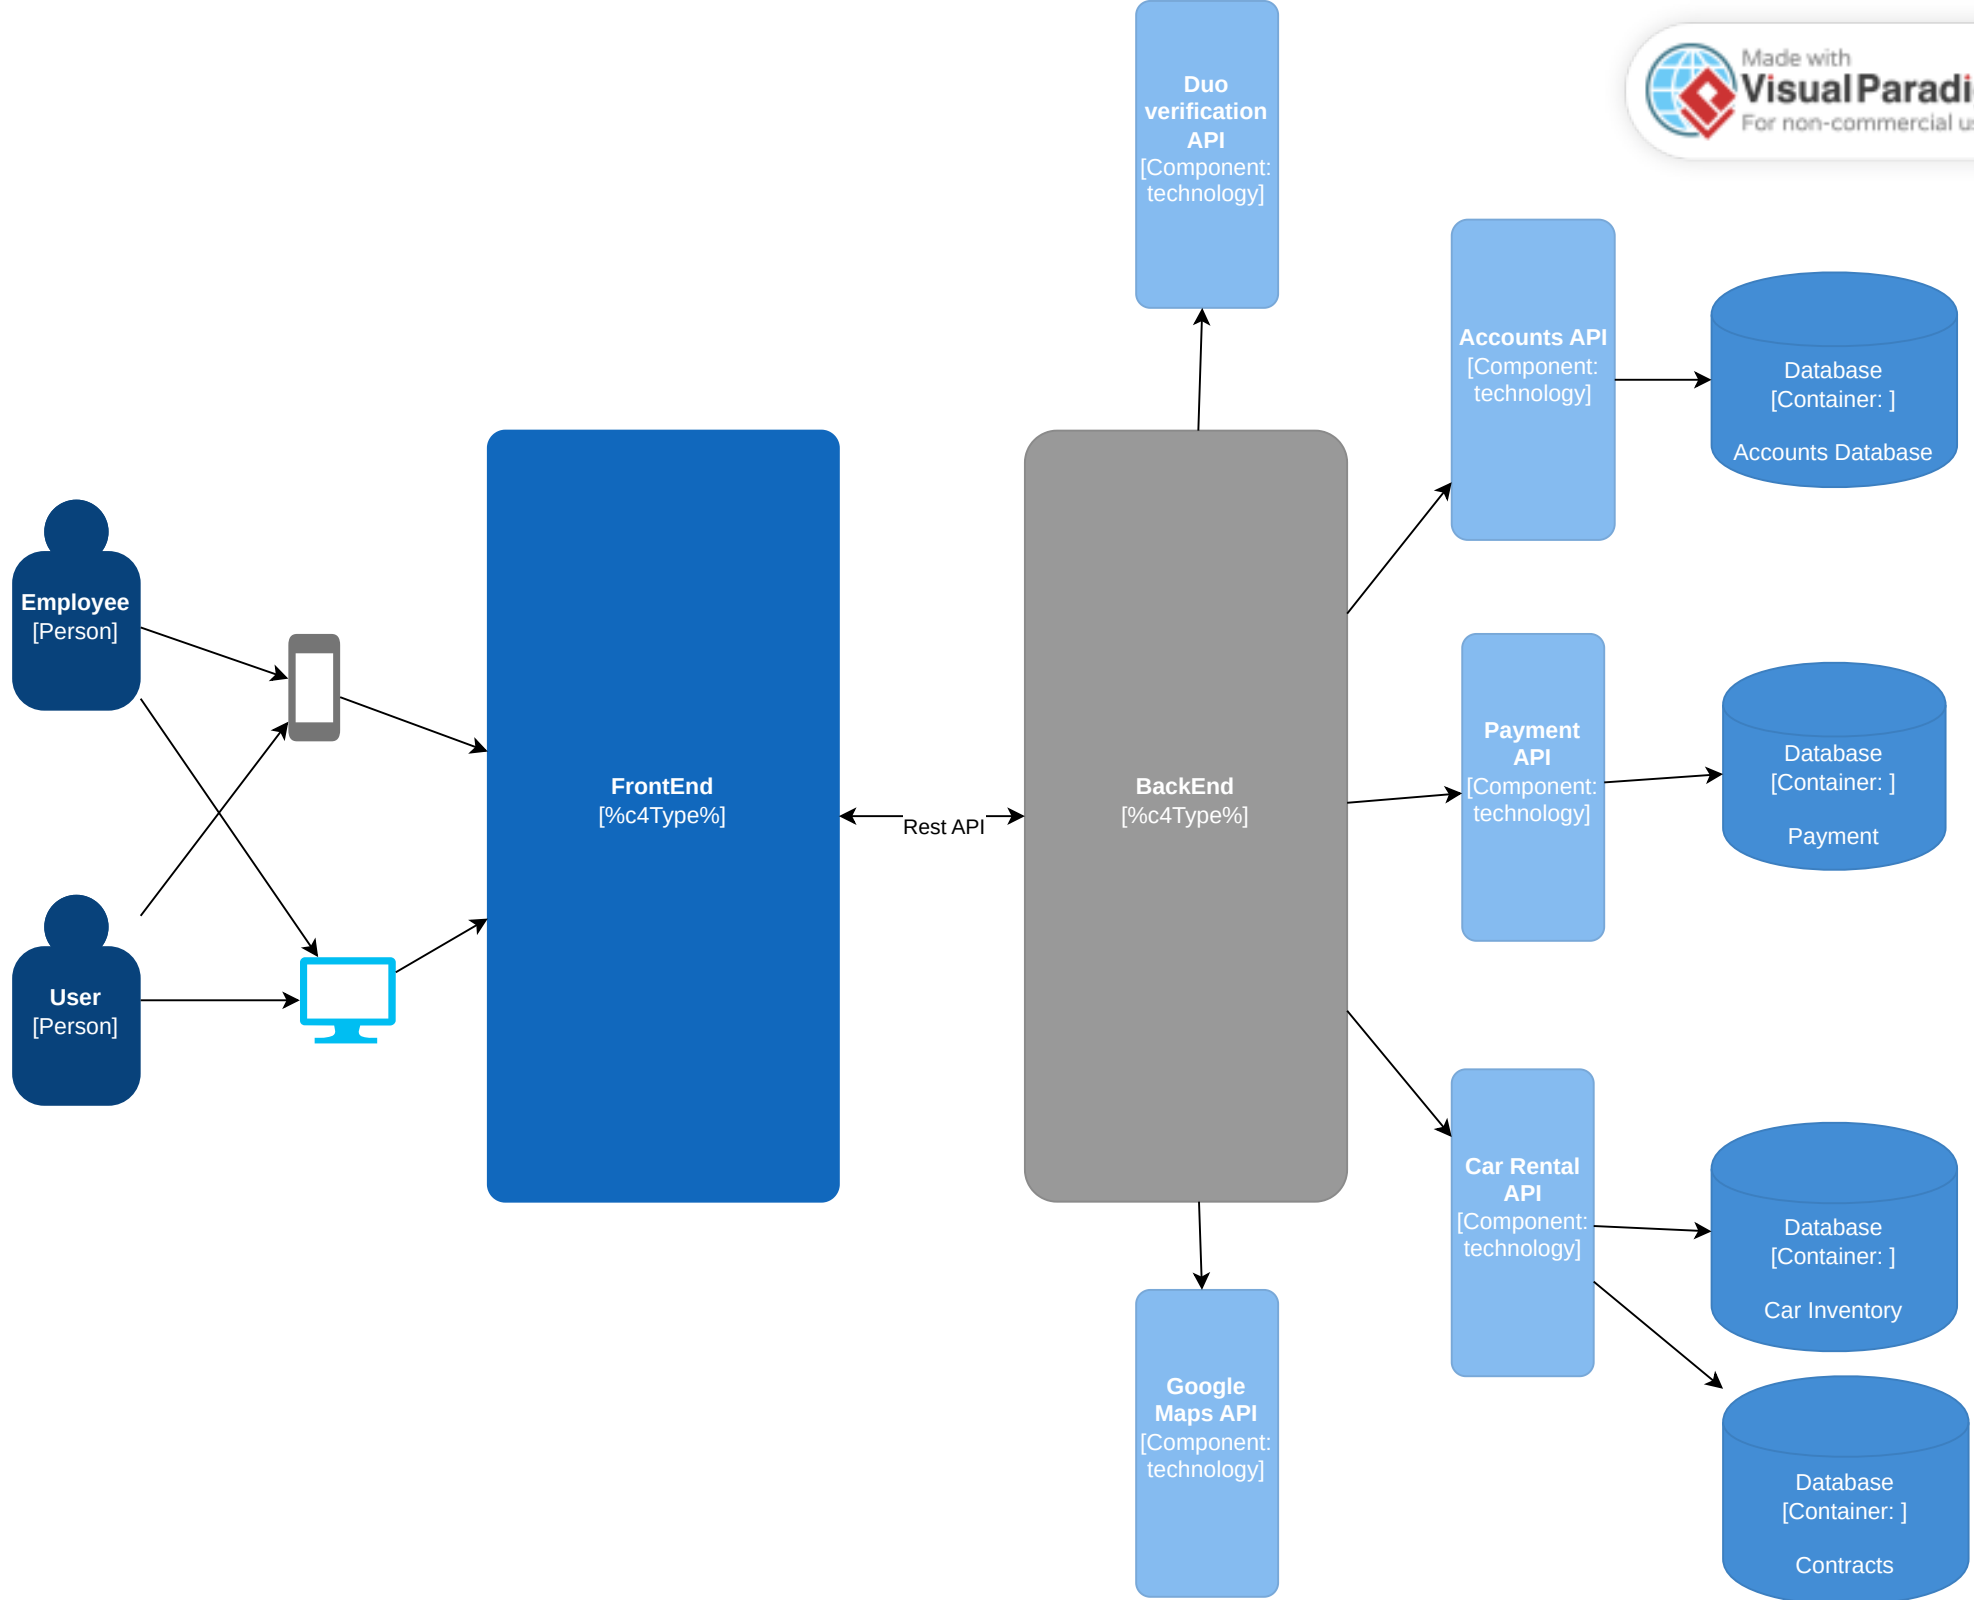 Duo
verification
API
[Component:
technology]
Made with
Visual Paradi
For non-commercial us
Accounts API
[Component:
technology]
Database
[Container: ]
Accounts Database
Employee
[Person]
FrontEnd
[%c4Type%]
Rest API
BackEnd
[%c4Type%]
Payment
API
[Component:
technology]
Database
[Container: ]
Payment
User
[Person]
Car Rental
API
[Component:
technology]
Database
[Container: ]
Car Inventory
Google
Maps API
[Component:
technology]
Database
[Container: ]
Contracts